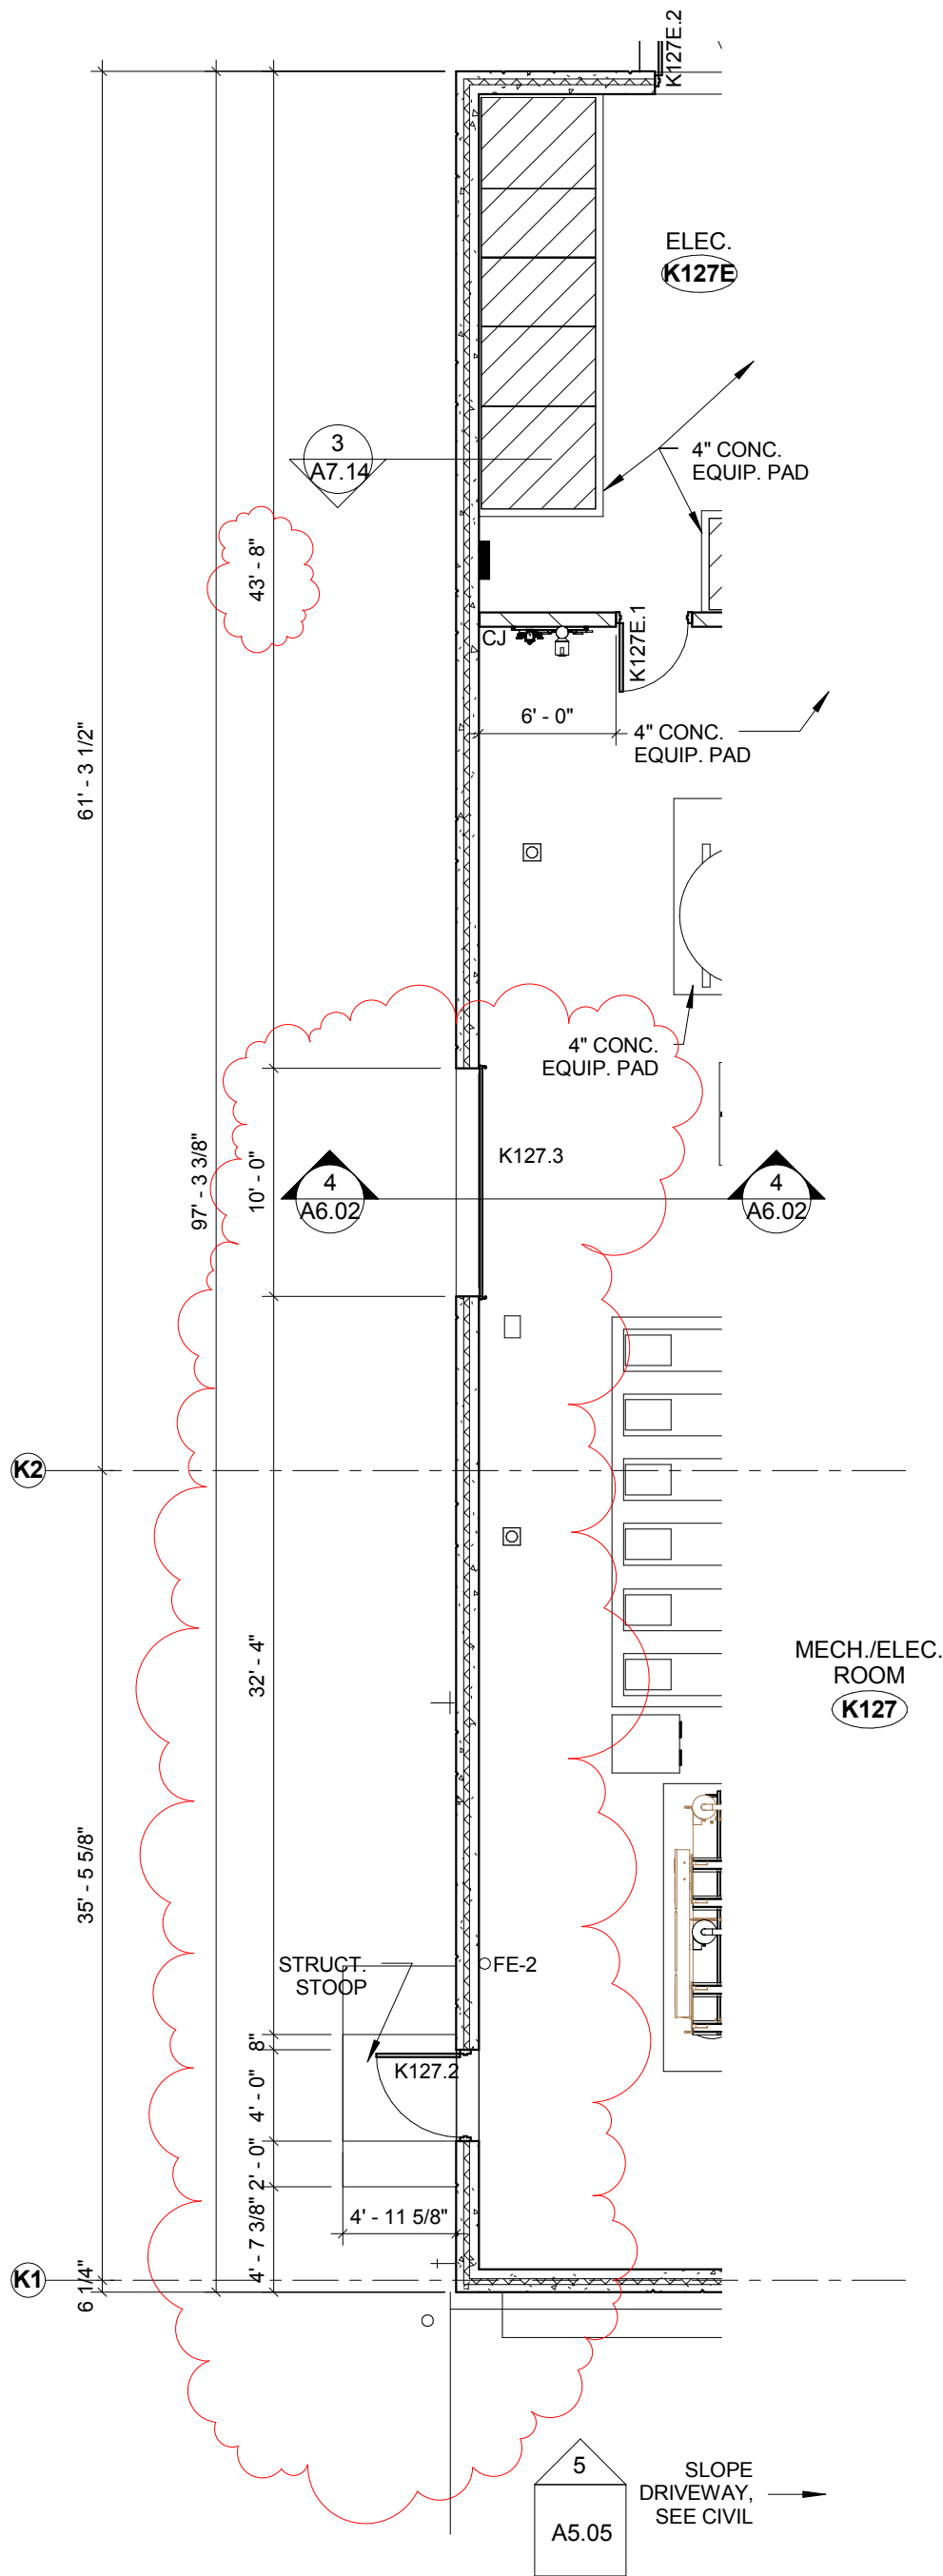 K127E.2
ELEC.
K127E
3
A7.14
4" CONC.
EQUIP. PAD
43' - 8"
CJ
K127E.1
6' - 0"
4" CONC.
EQUIP. PAD
61' - 3 1/2"
4" CONC.
EQUIP. PAD
97' - 3 3/8"
10' - 0"
K127.3
4
A6.02
4
A6.02
K2
32' - 4"
MECH./ELEC.
ROOM
K127
35' - 5 5/8"
STRUCT.
STOOP
FE-2
8"
K127.2
4' - 0"
2' - 0"
4' - 11 5/8"
4' - 7 3/8"
K1
6 1/4"
5
A5.05
SLOPE
DRIVEWAY,
SEE CIVIL